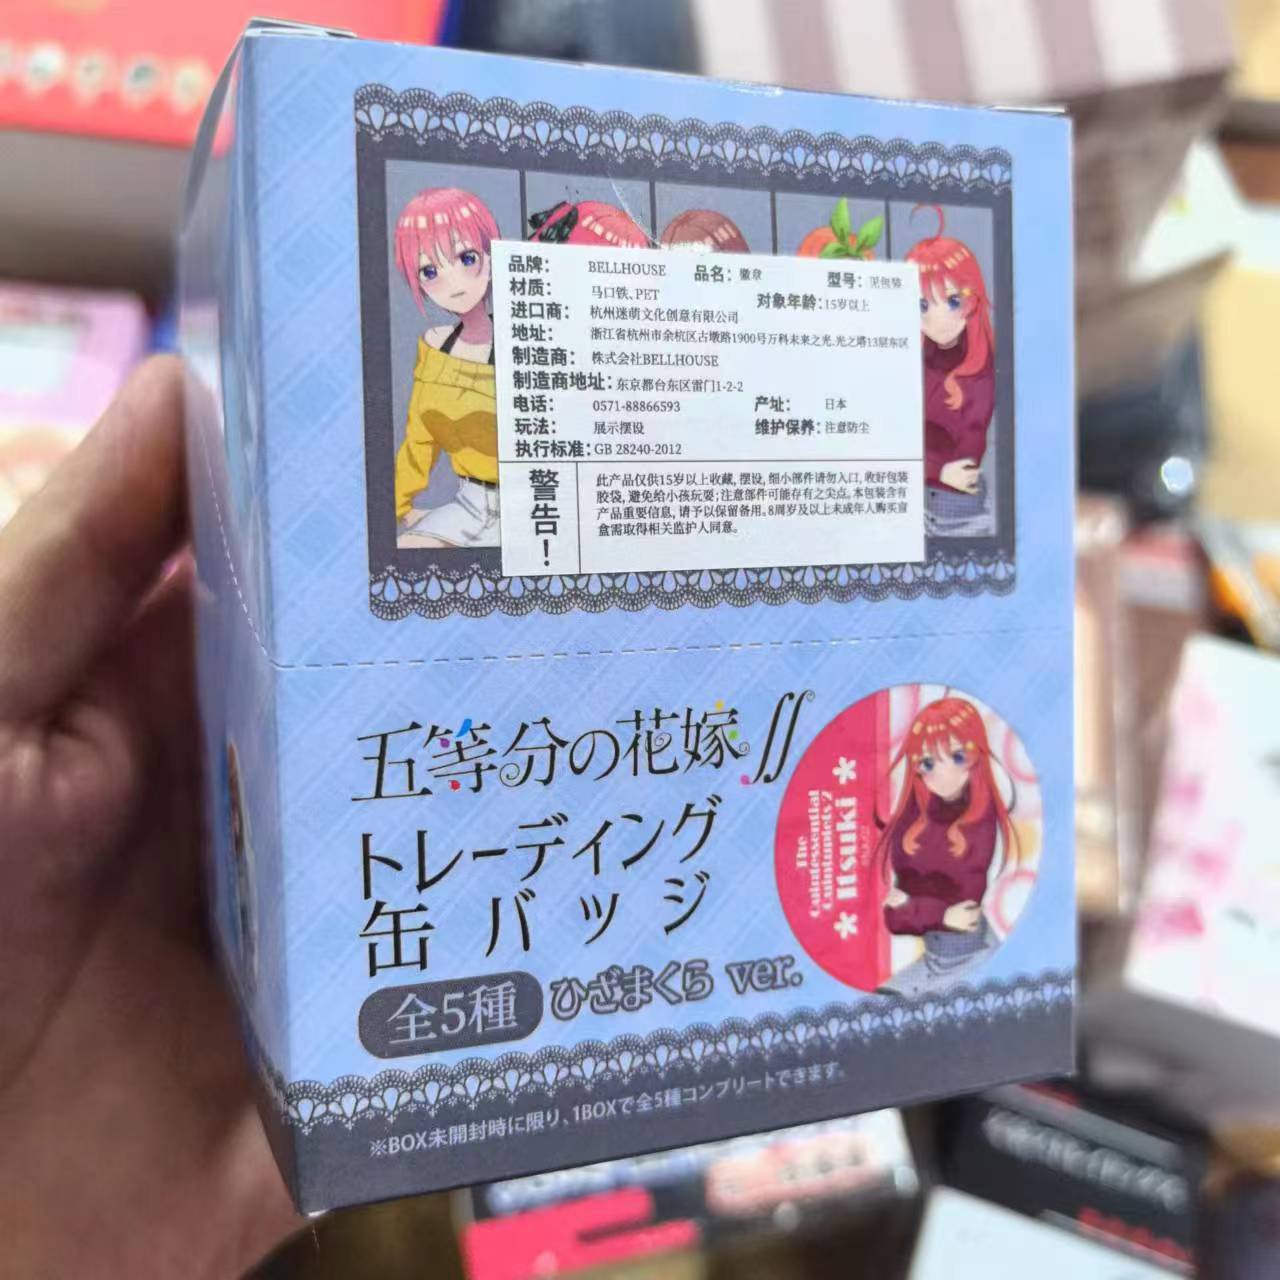 品牌： BELLHOUSE 品名：徽章 型号：见包装
材质： 马口铁、PET 对象年龄：15岁以上
进口商： 杭州迷萌文化创意有限公司
地址： 浙江省杭州市余杭区古墩路1900号万科未来之光.光之塔13层东区
制造商： 株式会社BELLHOUSE
制造商地址：东京都台东区雷门1-2-2
电话： 0571-88866593 产址： 日本
玩法： 展示摆设 维护保养：注意防尘
执行标准：GB 28240-2012
警告！
此产品仅供15岁以上收藏, 摆设, 细小部件请勿入口, 收好包装
胶袋, 避免给小孩玩耍; 注意部件可能存有之尖点。本包装含有
产品重要信息, 请予以保留备用。8周岁及以上未成年人购买盲
盒需取得相关监护人同意。
五等分の花嫁∬
トレーディング
缶バッジ
全5種 ひざまくら ver.
The
Quintessential
Quintuplets 2
* Itsuki *
※BOX未開封時に限り、1BOXで全5種コンプリートできます。